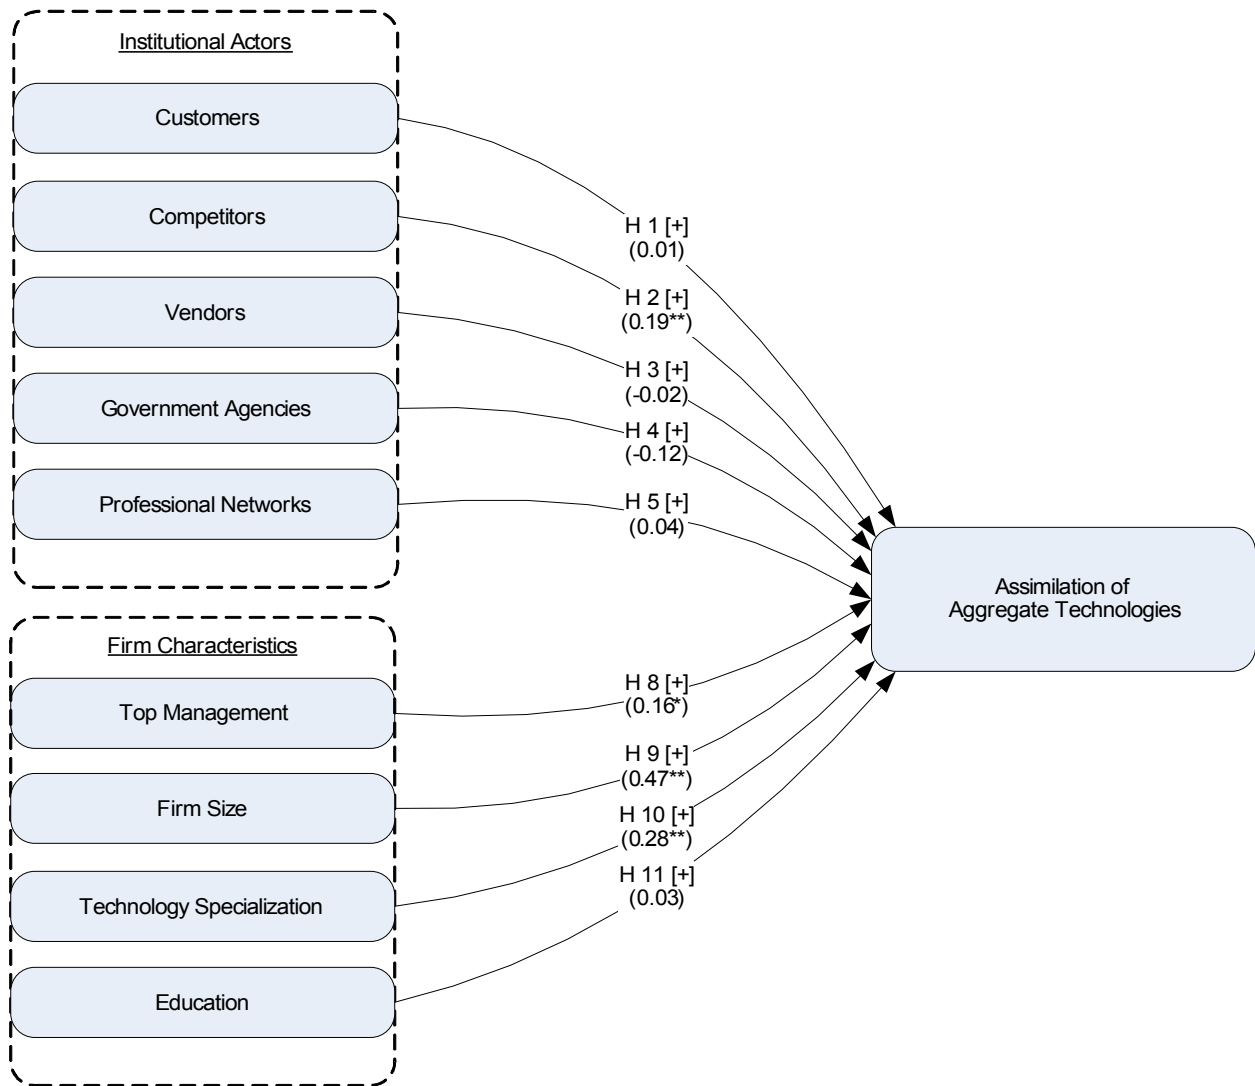 Institutional Actors
Customers
Competitors
Vendors
Government Agencies
Professional Networks
H 1 [+]
(0.01)
H 2 [+]
(0.19**)
H 3 [+]
(-0.02)
H 4 [+]
(-0.12)
H 5 [+]
(0.04)
Assimilation of
Aggregate Technologies
Firm Characteristics
Top Management
Firm Size
Technology Specialization
Education
H 8 [+]
(0.16*)
H 9 [+]
(0.47**)
H 10 [+]
(0.28**)
H 11 [+]
(0.03)